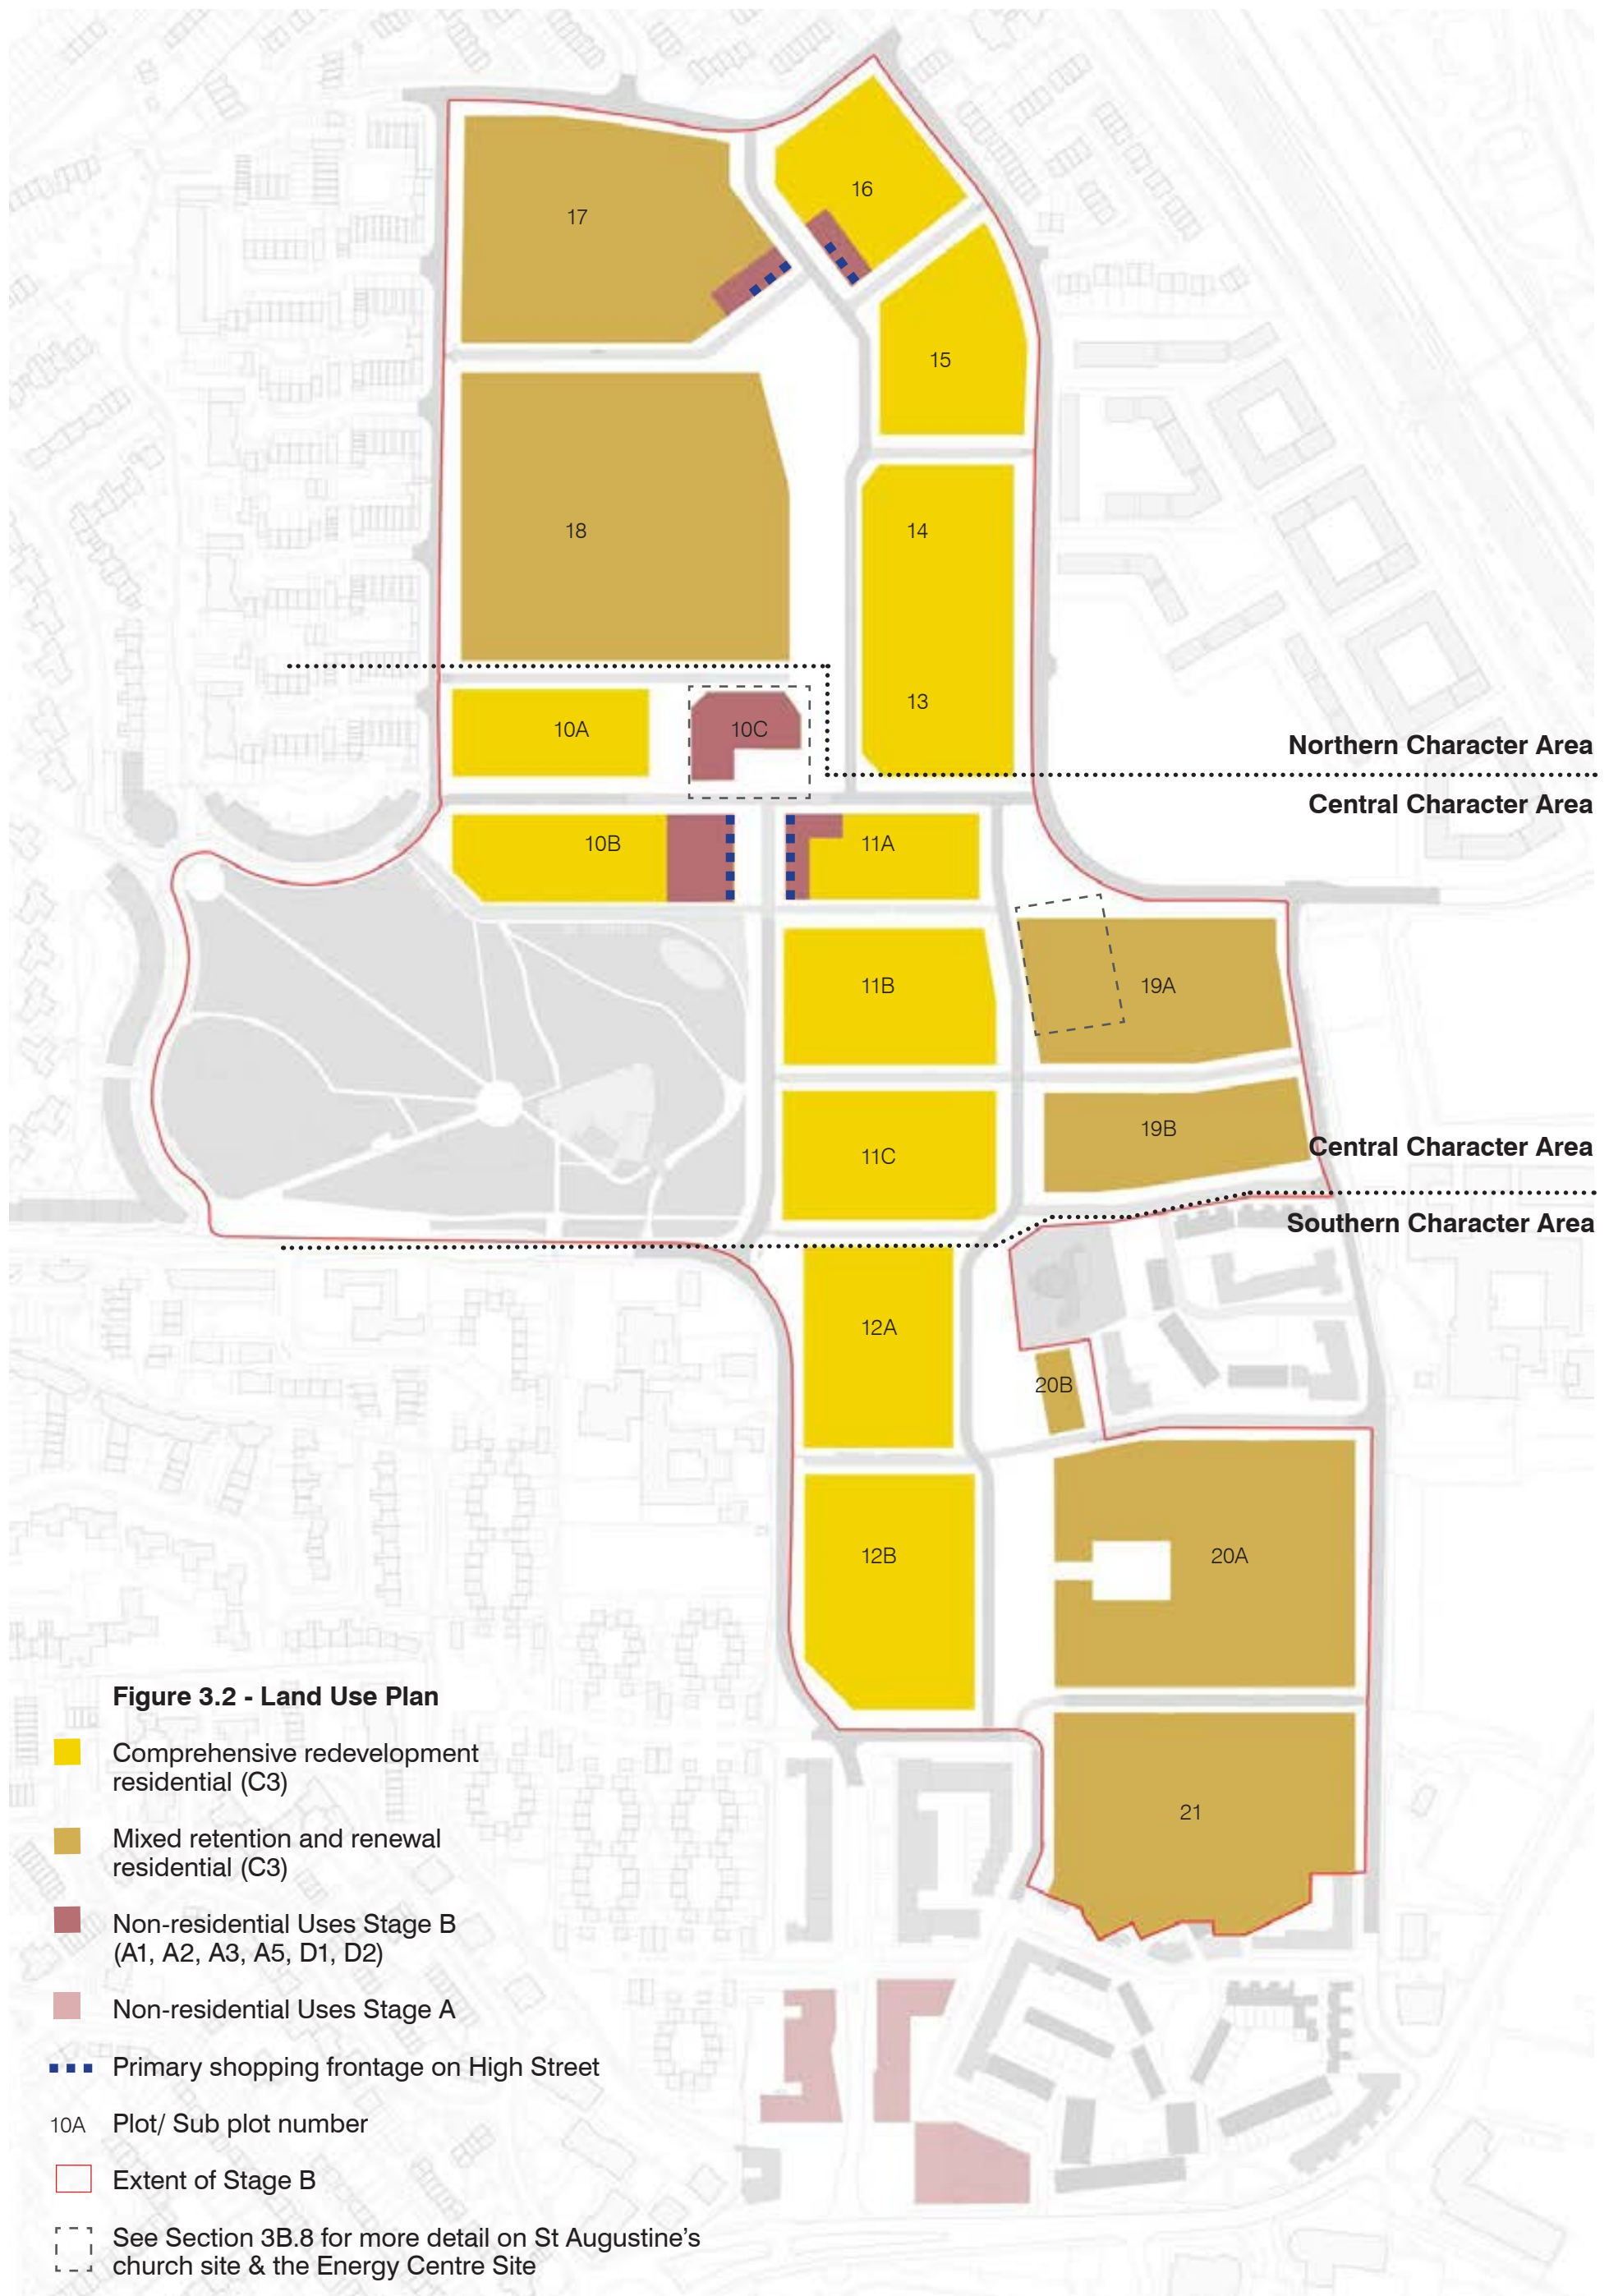 16
17
15
18
14
13
Northern Character Area
10A
10C
Central Character Area
10B
11A
11B
19A
19B
Central Character Area
11C
Southern Character Area
12A
20B
12B
20A
21
Figure 3.2 - Land Use Plan
Comprehensive redevelopment
residential (C3)
Mixed retention and renewal
residential (C3)
Non-residential Uses Stage B
(A1, A2, A3, A5, D1, D2)
Non-residential Uses Stage A
Primary shopping frontage on High Street
10A Plot/ Sub plot number
Extent of Stage B
See Section 3B.8 for more detail on St Augustine’s
church site & the Energy Centre Site